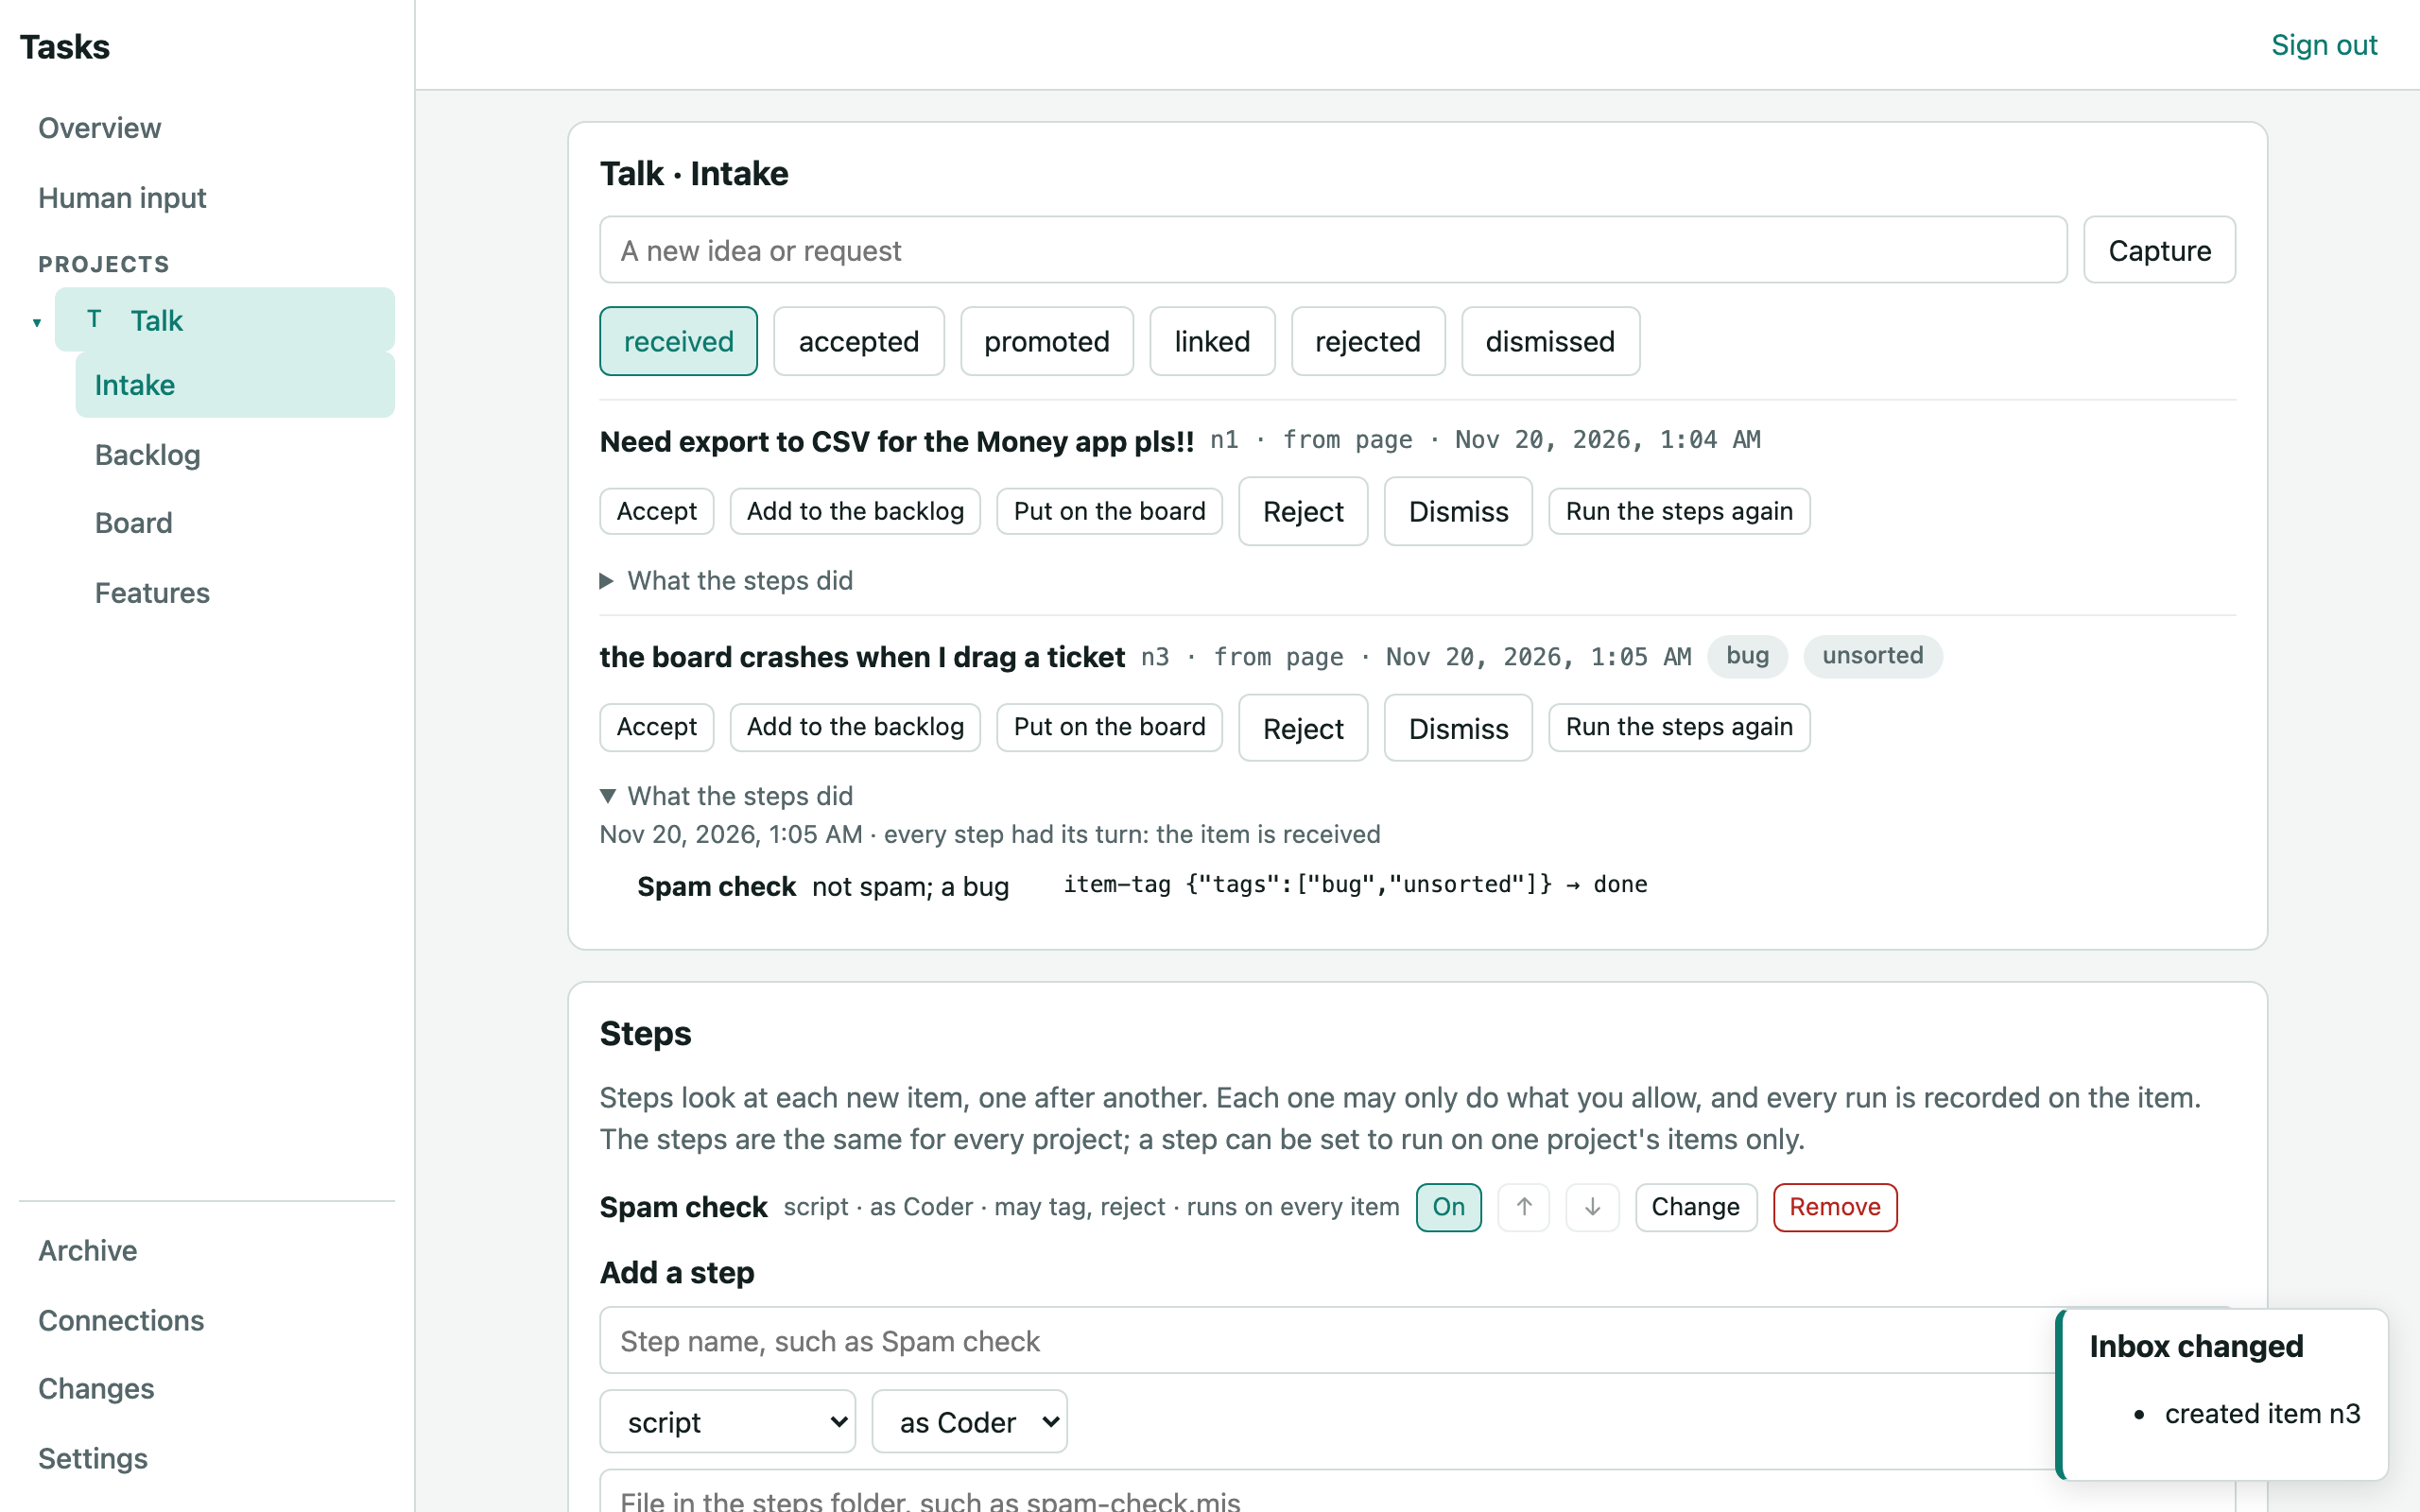 Tasks
Sign out
Overview
Human input
PROJECTS
▾ T Talk
Intake
Backlog
Board
Features
Archive
Connections
Changes
Settings
Talk · Intake
A new idea or request
Capture
received accepted promoted linked rejected dismissed
Need export to CSV for the Money app pls!! n1 · from page · Nov 20, 2026, 1:04 AM
Accept Add to the backlog Put on the board Reject Dismiss Run the steps again
▶ What the steps did
the board crashes when I drag a ticket n3 · from page · Nov 20, 2026, 1:05 AM bug unsorted
Accept Add to the backlog Put on the board Reject Dismiss Run the steps again
▼ What the steps did
Nov 20, 2026, 1:05 AM · every step had its turn: the item is received
Spam check not spam; a bug item-tag {"tags":["bug","unsorted"]} → done
Steps
Steps look at each new item, one after another. Each one may only do what you allow, and every run is recorded on the item.
The steps are the same for every project; a step can be set to run on one project's items only.
Spam check script · as Coder · may tag, reject · runs on every item On ↑ ↓ Change Remove
Add a step
Step name, such as Spam check
script as Coder
File in the steps folder, such as spam-check.mjs
Inbox changed
• created item n3